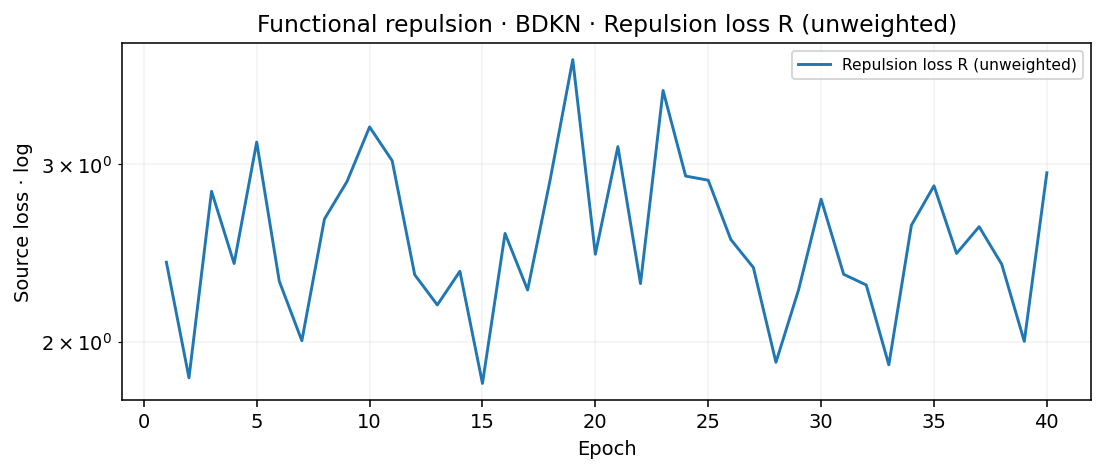 Functional repulsion · BDKN · Repulsion loss R (unweighted)
Repulsion loss R (unweighted)
Source loss · log
3 × 10⁰
2 × 10⁰
0 5 10 15 20 25 30 35 40
Epoch